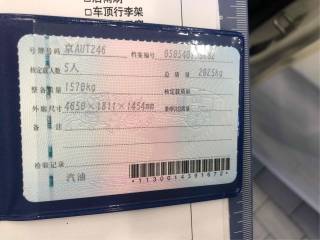 □车顶行李架
号牌号码 京AUT246 档案编号
核定载人数 5人 总质量 2025kg
整备质量 1570kg 核定载质量
外廓尺寸 4650×1811×1454mm 准牵引总质量
备注
检验记录
汽油